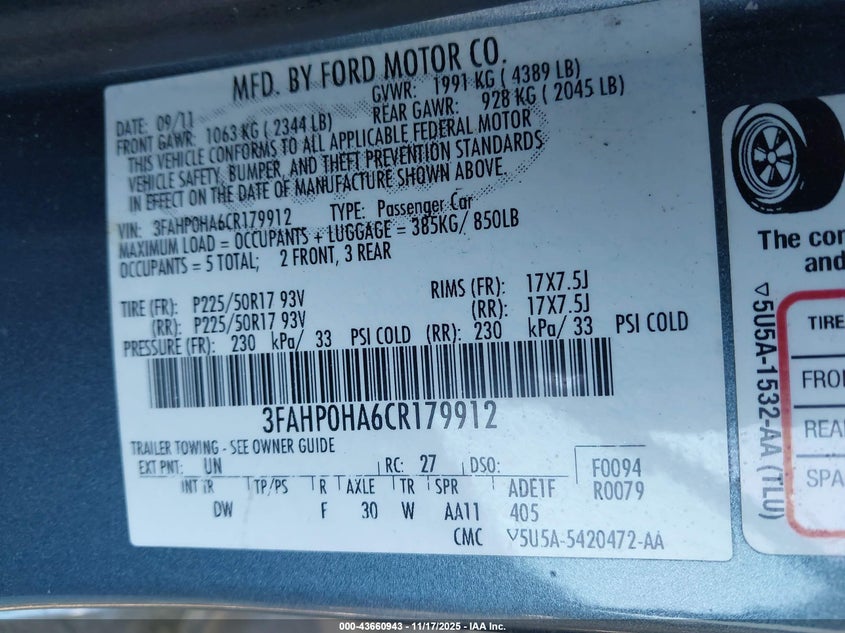 MFD. BY FORD MOTOR CO.
DATE: 09/11 GVWR: 1991 KG ( 4389 LB)
FRONT GAWR: 1063 KG ( 2344 LB) REAR GAWR: 928 KG ( 2045 LB)
THIS VEHICLE CONFORMS TO ALL APPLICABLE FEDERAL MOTOR
VEHICLE SAFETY, BUMPER, AND THEFT PREVENTION STANDARDS
IN EFFECT ON THE DATE OF MANUFACTURE SHOWN ABOVE.
VIN: 3FAHP0HA6CR179912 TYPE: Passenger Car
MAXIMUM LOAD = OCCUPANTS + LUGGAGE = 385KG/ 850LB
OCCUPANTS = 5 TOTAL; 2 FRONT, 3 REAR
TIRE (FR): P225/50R17 93V RIMS (FR): 17X7.5J
(RR): P225/50R17 93V (RR): 17X7.5J
PRESSURE (FR): 230 kPa/ 33 PSI COLD (RR): 230 kPa/ 33 PSI COLD
3FAHP0HA6CR179912
TRAILER TOWING - SEE OWNER GUIDE
EXT PNT: UN RC: 27 DSO: F0094
R0079
INT TR TP/PS R AXLE TR SPR ADE1F
DW F 30 W AA11 405
CMC 5U5A-5420472-AA
5U5A-1532-AA (TLU)
The con
and
TIRE
FRO
REA
SPA
000-43660943 - 11/17/2025 - IAA Inc.